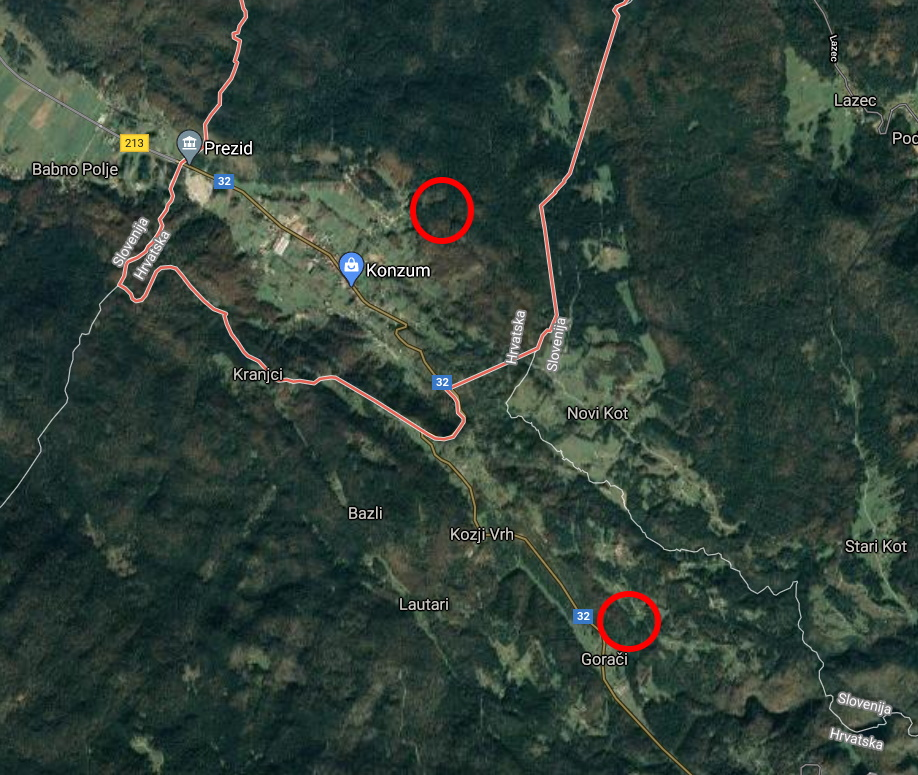 Lazec
Lazec
Pod
213
Prezid
Babno Polje
32
Slovenija
Hrvatska
Konzum
Hrvatska
Slovenija
Kranjci
32
Novi Kot
Bazli
Kozji Vrh
Stari Kot
Lautari
32
Gorači
Slovenija
Hrvatska